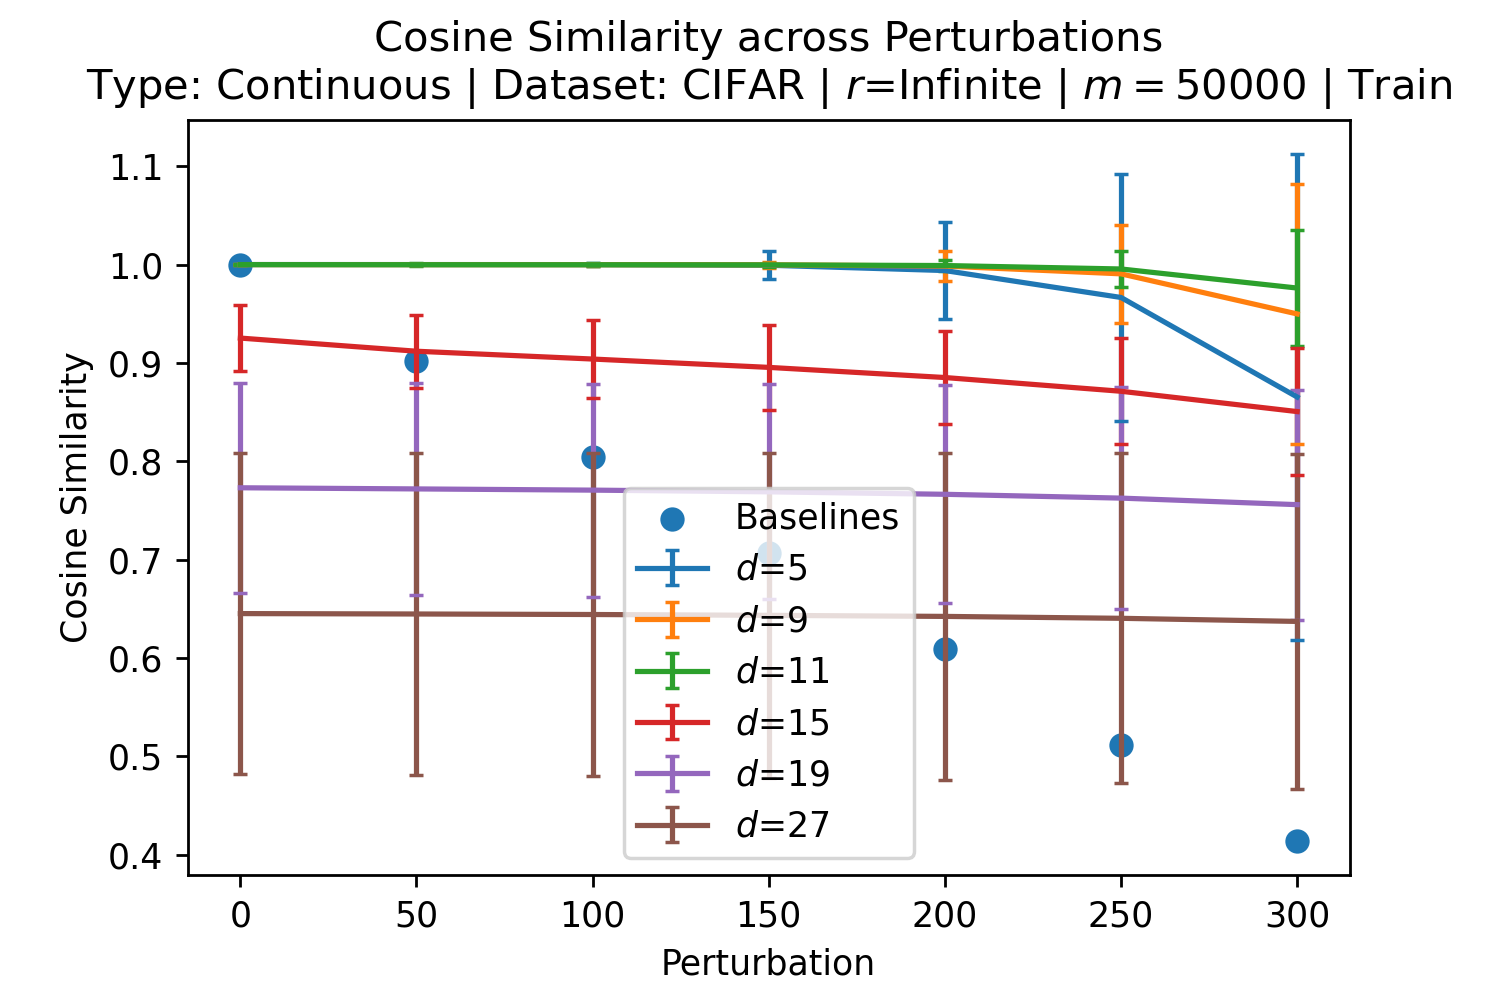 Cosine Similarity across Perturbations
Type: Continuous | Dataset: CIFAR | r=Infinite | m = 50000 | Train
Cosine Similarity
1.1
1.0
0.9
0.8
0.7
0.6
0.5
0.4
Baselines
d=5
d=9
d=11
d=15
d=19
d=27
0 50 100 150 200 250 300
Perturbation